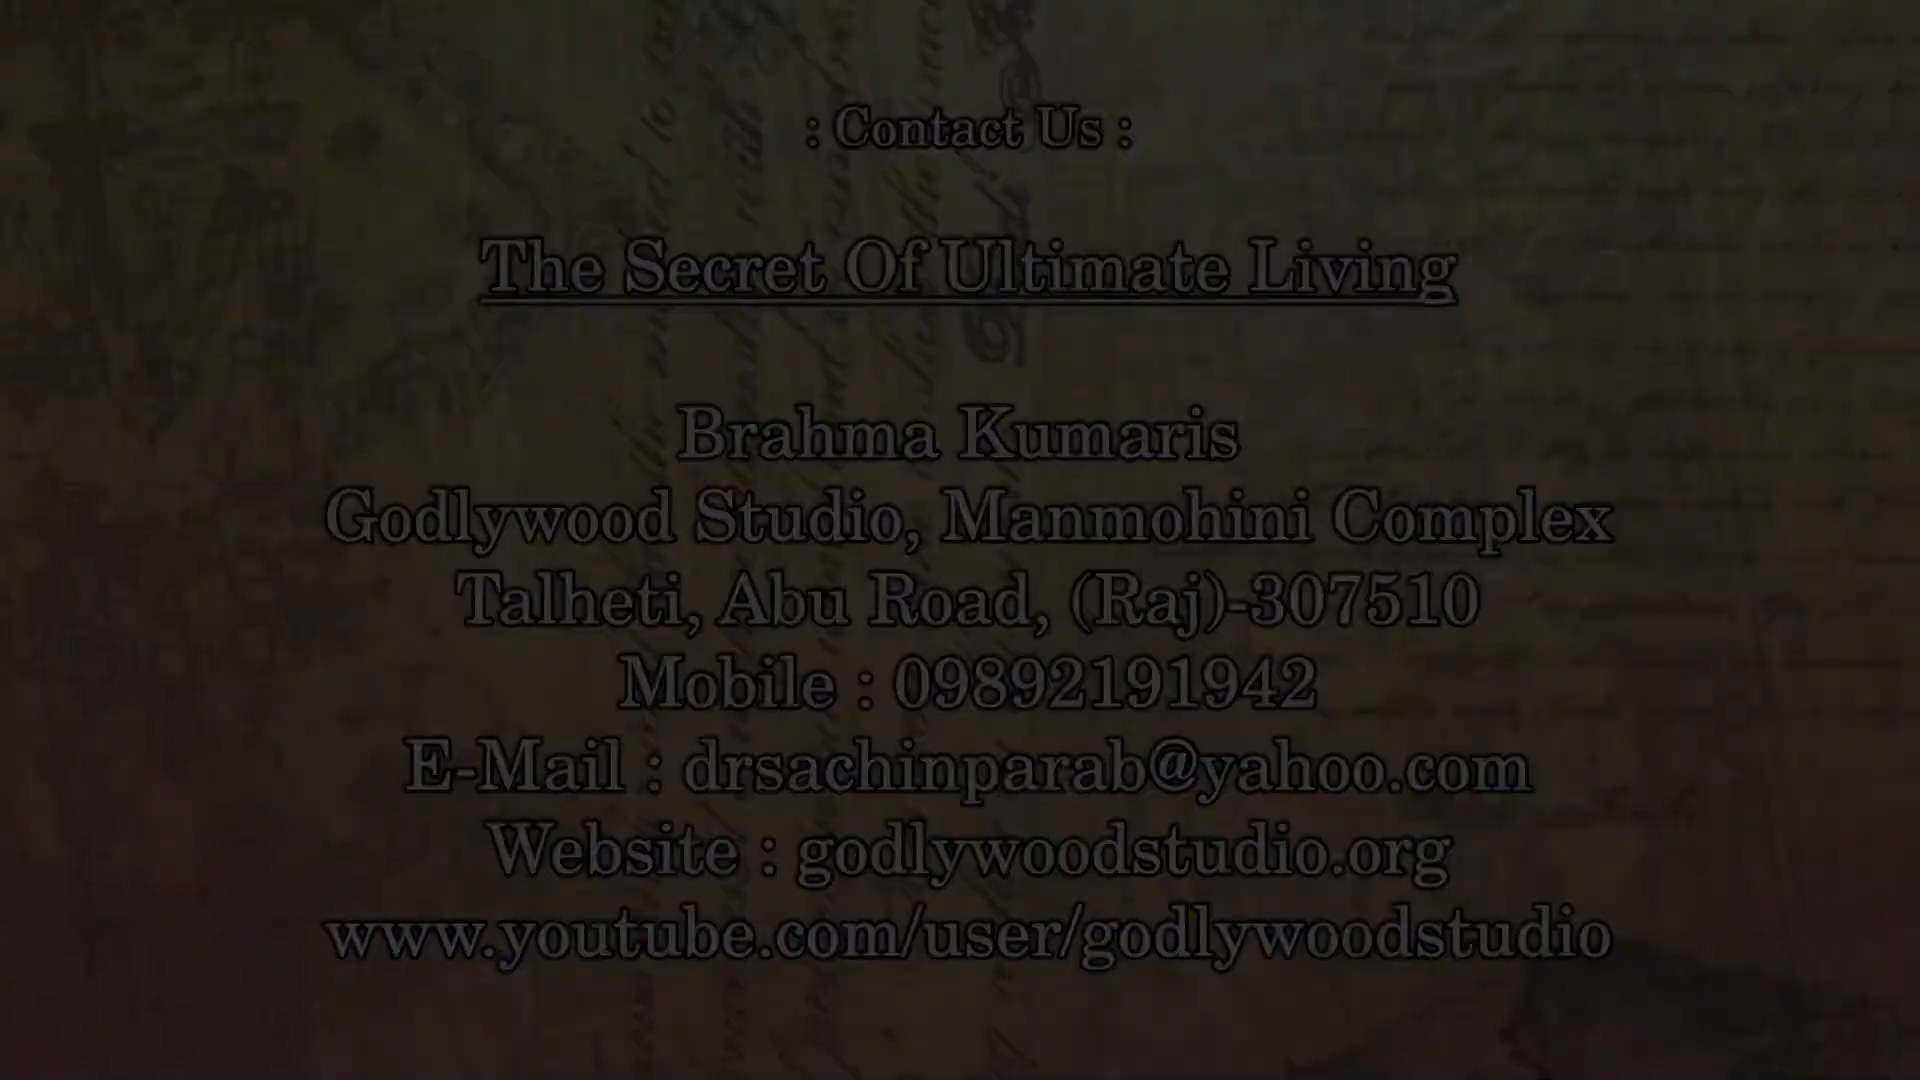 : Contact Us :
The Secret Of Ultimate Living
Brahma Kumaris
Godlywood Studio, Manmohini Complex
Talheti, Abu Road, (Raj)-307510
Mobile : 09892191942
E-Mail : drsachinparab@yahoo.com
Website : godlywoodstudio.org
www.youtube.com/user/godlywoodstudio